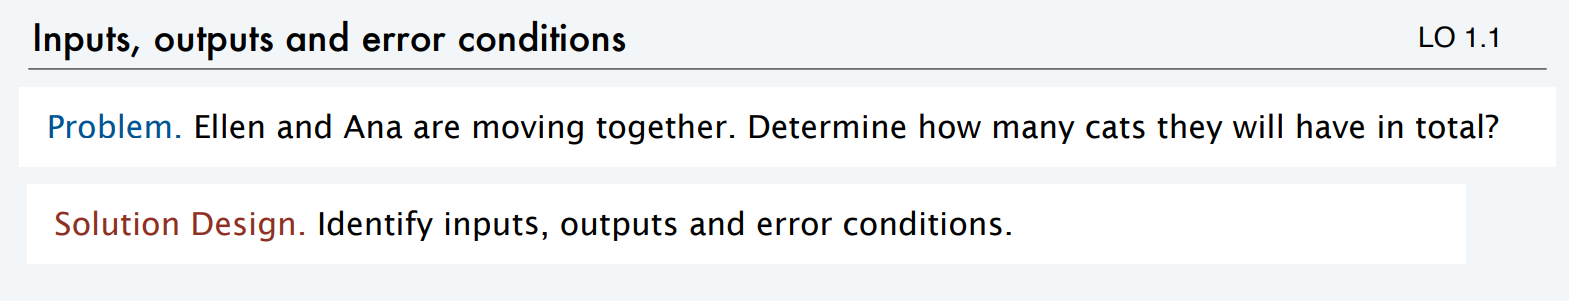 Inputs, outputs and error conditions
LO 1.1
Problem. Ellen and Ana are moving together. Determine how many cats they will have in total?
Solution Design. Identify inputs, outputs and error conditions.